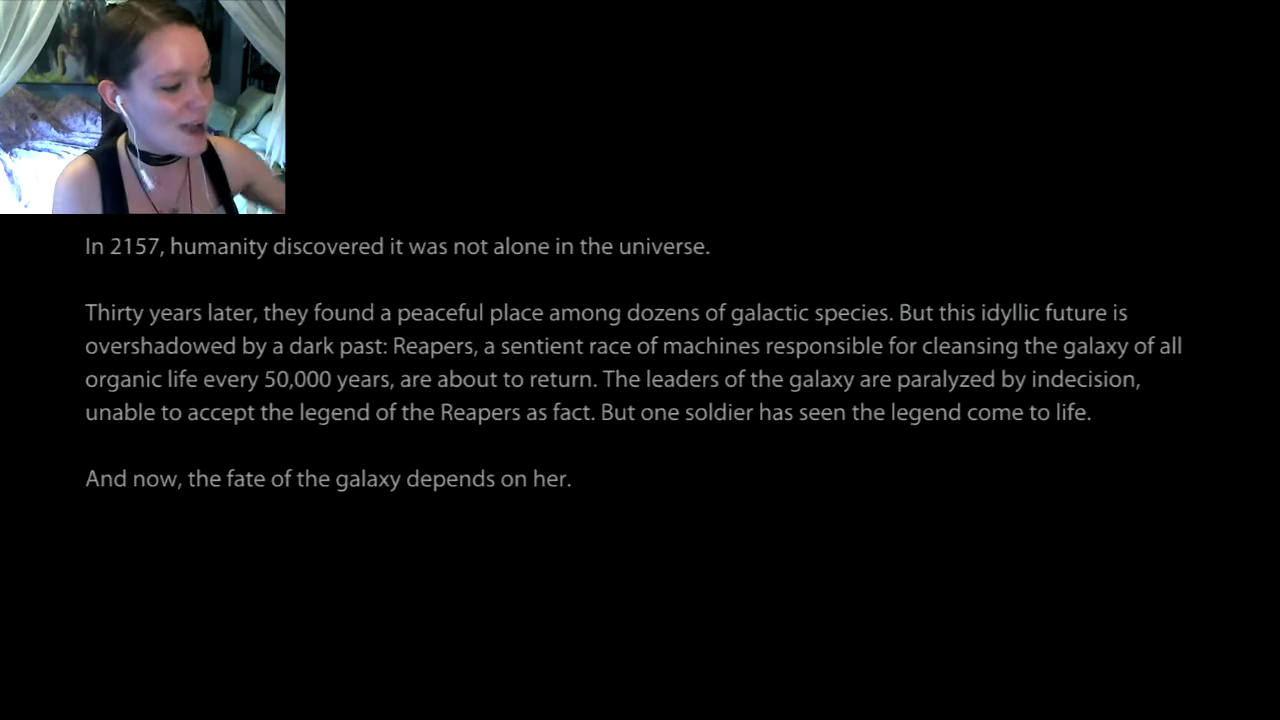 In 2157, humanity discovered it was not alone in the universe.
Thirty years later, they found a peaceful place among dozens of galactic species. But this idyllic future is
overshadowed by a dark past: Reapers, a sentient race of machines responsible for cleansing the galaxy of all
organic life every 50,000 years, are about to return. The leaders of the galaxy are paralyzed by indecision,
unable to accept the legend of the Reapers as fact. But one soldier has seen the legend come to life.
And now, the fate of the galaxy depends on her.